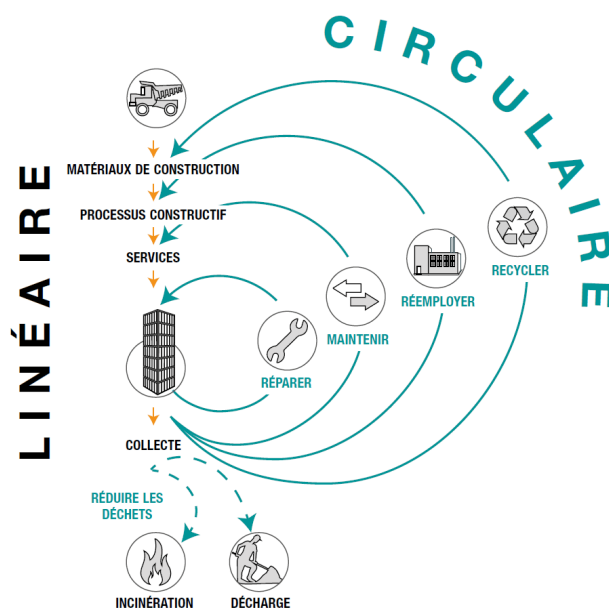 CIRCULAIRE
LINÉAIRE
MATÉRIAUX DE CONSTRUCTION
PROCESSUS CONSTRUCTIF
SERVICES
RECYCLER
RÉEMPLOYER
MAINTENIR
RÉPARER
COLLECTE
RÉDUIRE LES
DÉCHETS
INCINÉRATION
DÉCHARGE